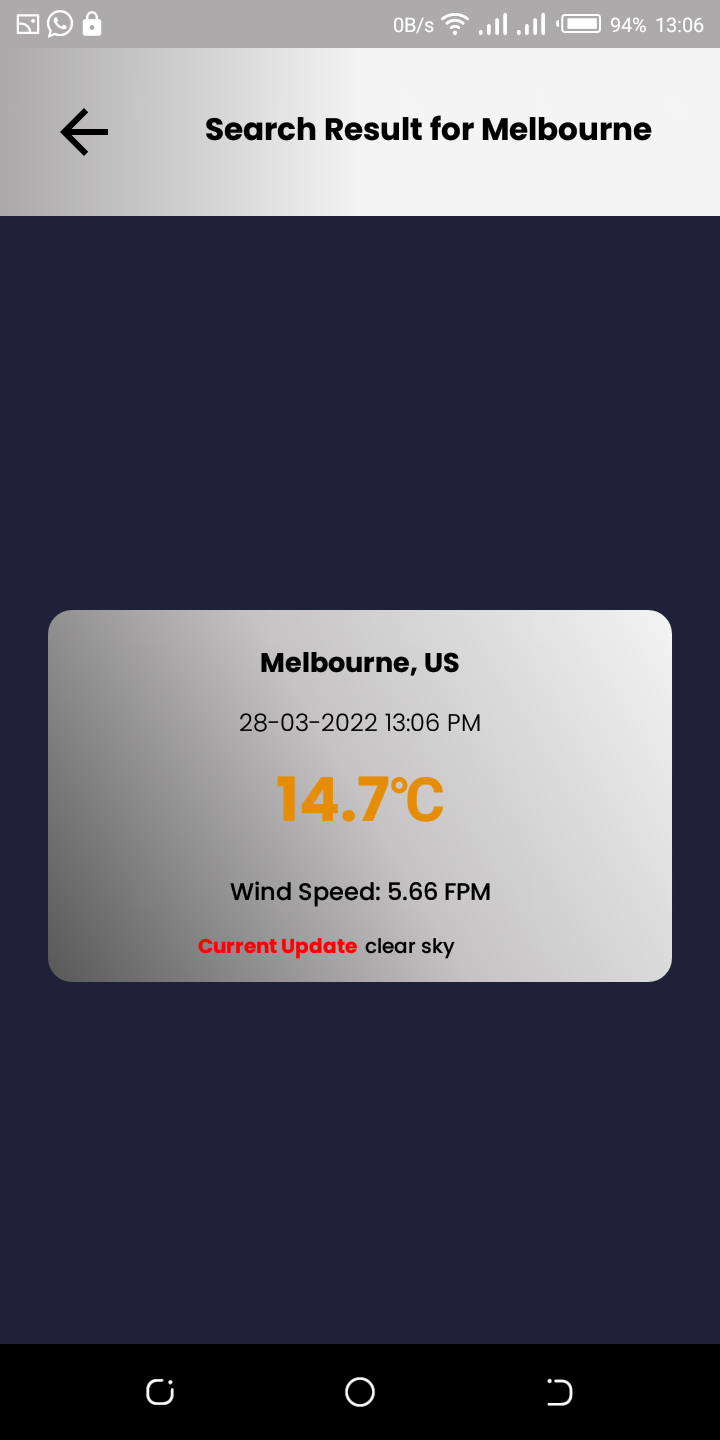 0B/s 94% 13:06
Search Result for Melbourne
Melbourne, US
28-03-2022 13:06 PM
14.7°C
Wind Speed: 5.66 FPM
Current Update clear sky